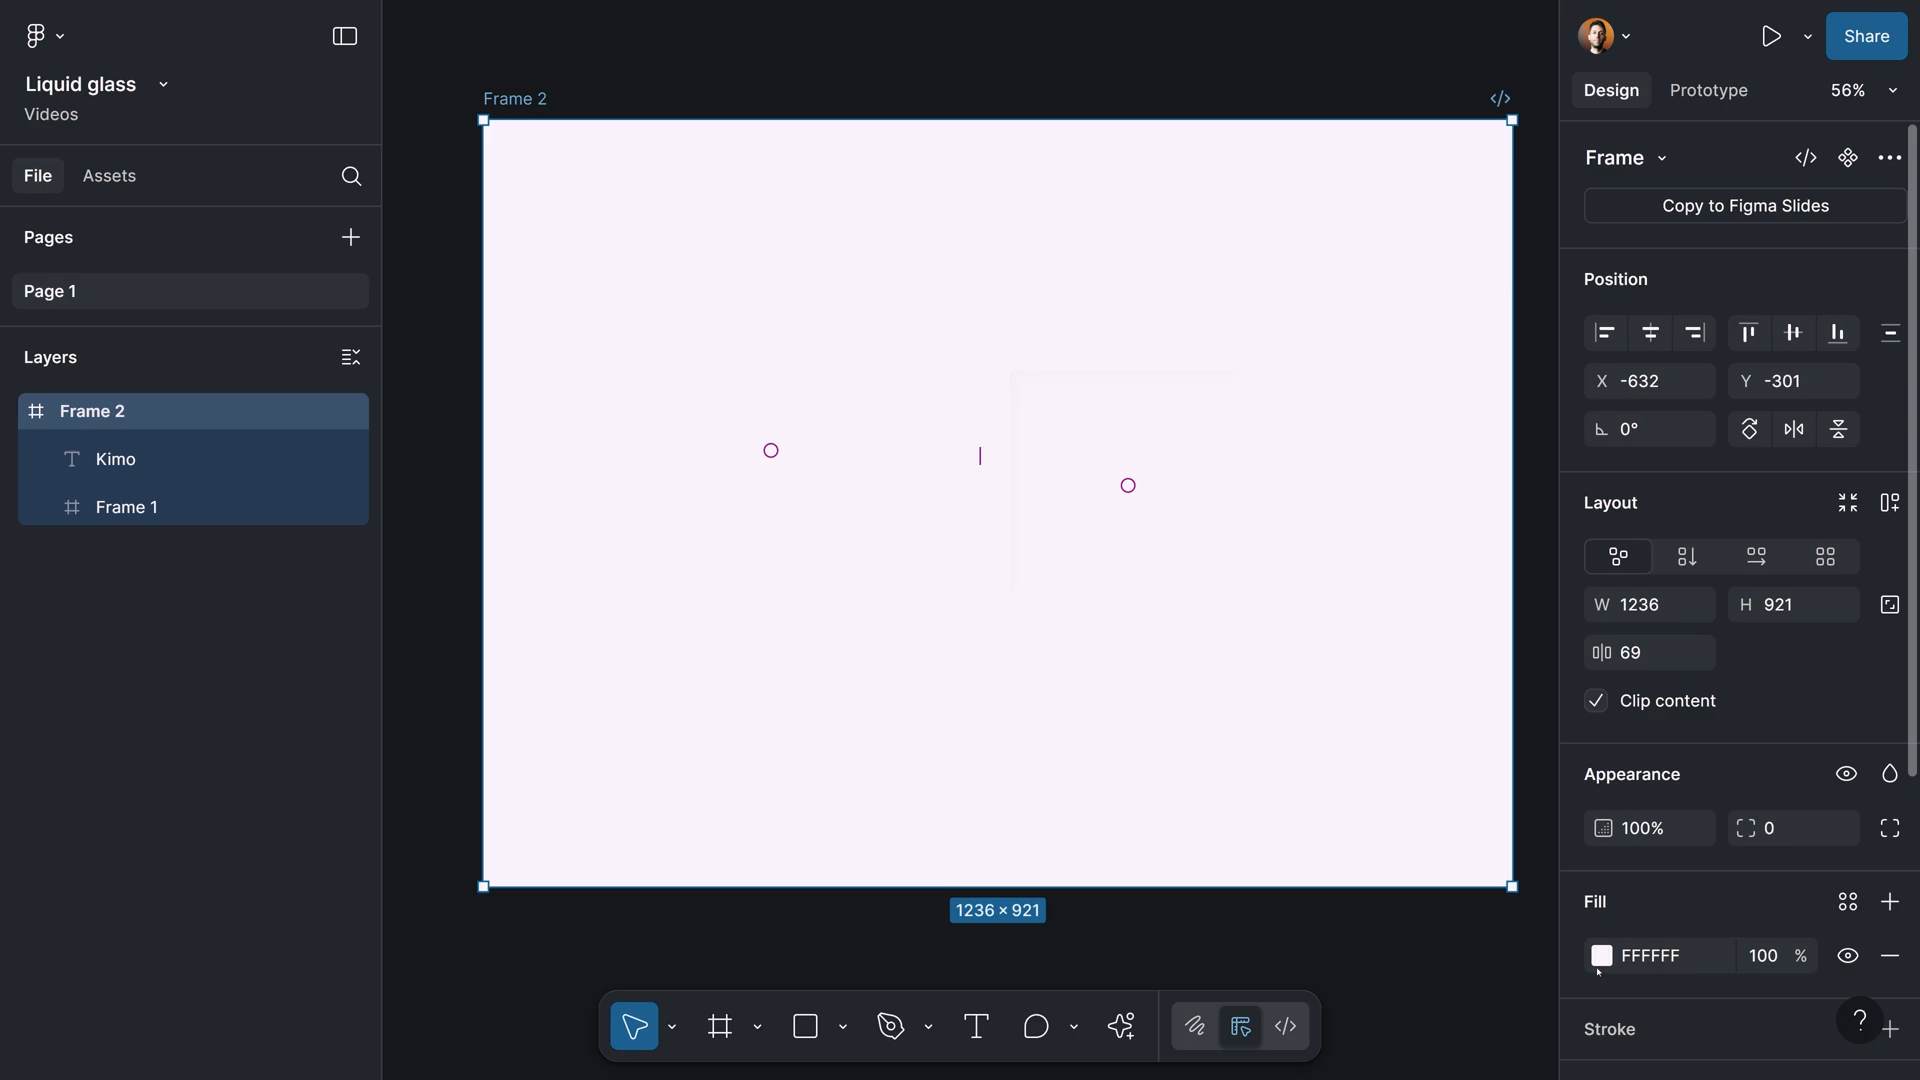 Liquid glass
Videos
File
Assets
Pages
Page 1
Layers
Frame 2
Kimo
Frame 1
Frame 2
</>
1236 × 921
</>
Share
Design
Prototype
56%
Frame
</>
Copy to Figma Slides
Position
X -632
Y -301
0°
Layout
W 1236
H 921
69
Clip content
Appearance
100%
0
Fill
FFFFFF
100 %
Stroke
?